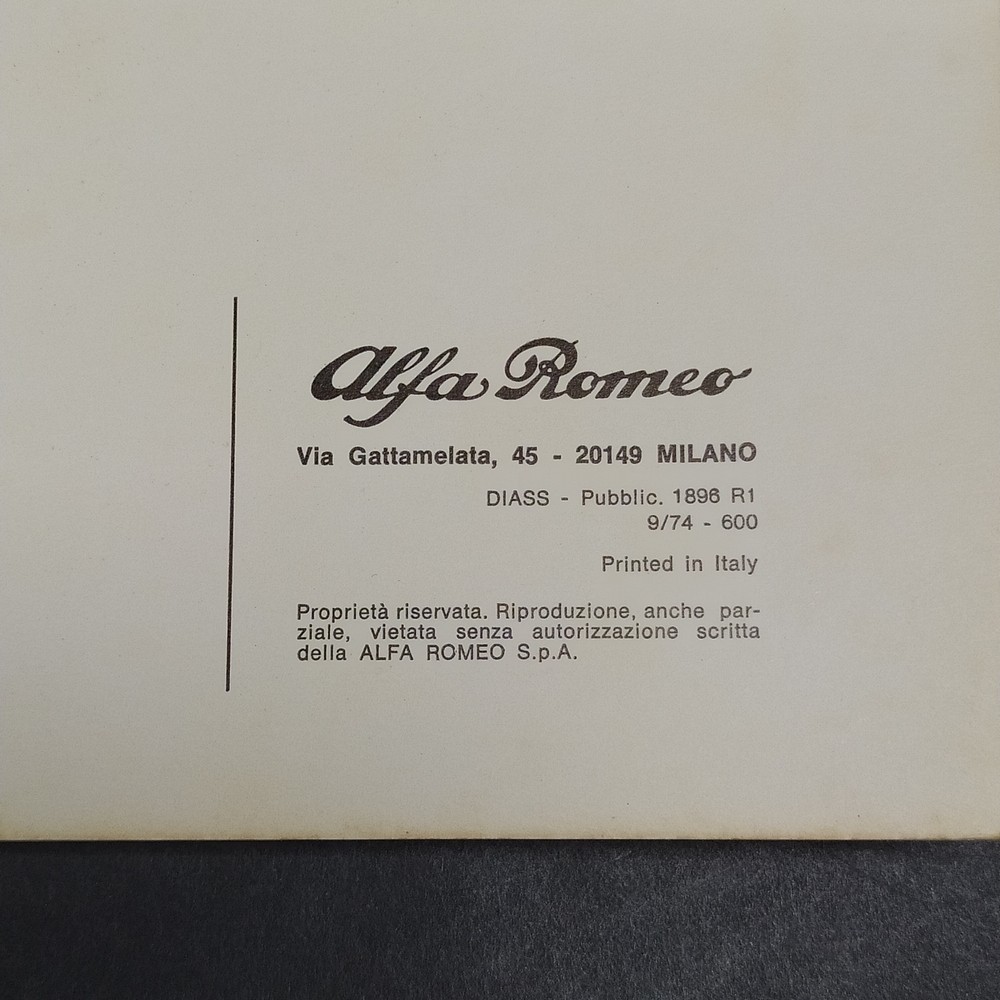 Alfa Romeo
Via Gattamelata, 45 - 20149 MILANO
DIASS - Pubblic. 1896 R1
9/74 - 600
Printed in Italy
Proprietà riservata. Riproduzione, anche par-
ziale, vietata senza autorizzazione scritta
della ALFA ROMEO S.p.A.